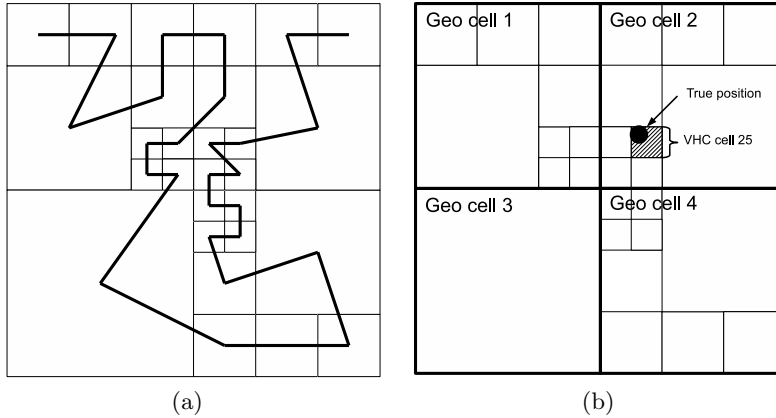 Geo cell 1
Geo cell 2
True position
VHC cell 25
Geo cell 3
Geo cell 4
(a)
(b)